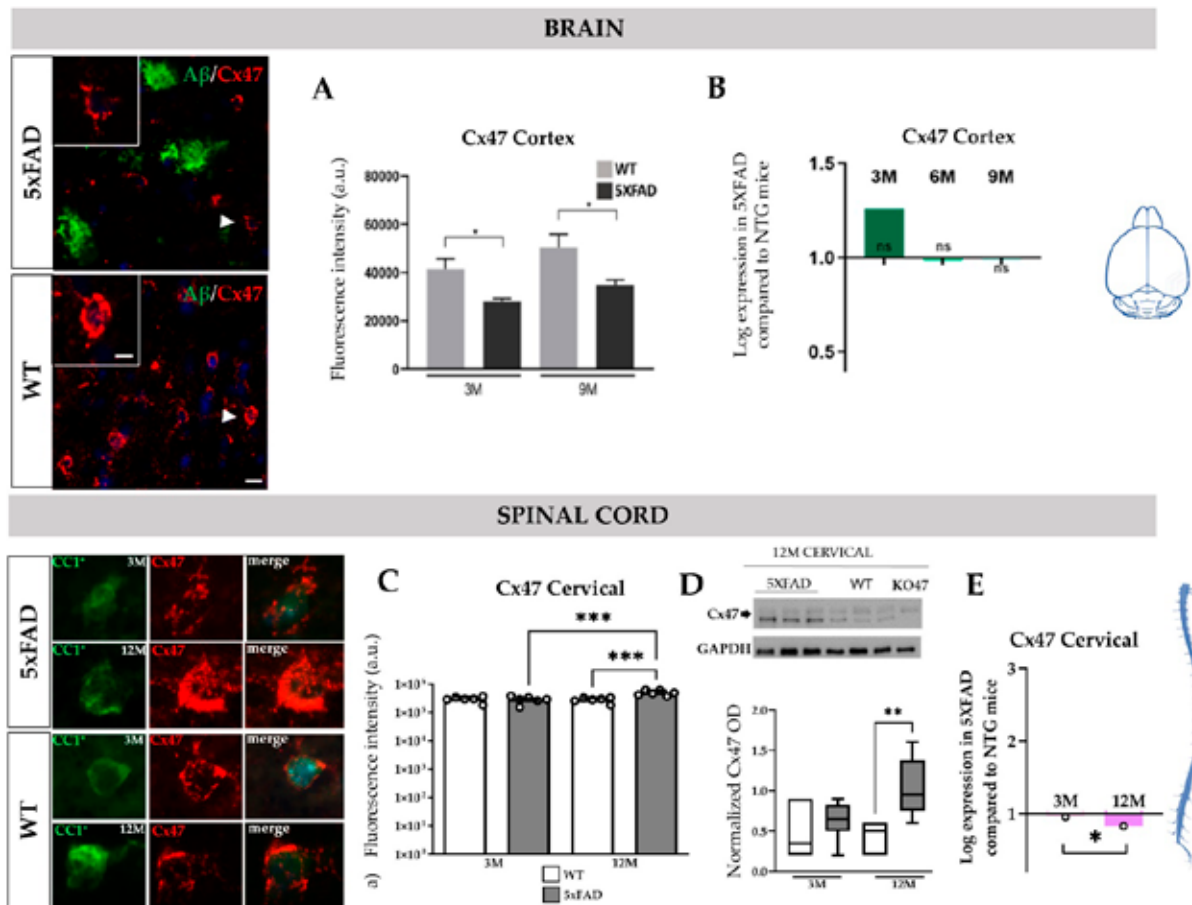 BRAIN
5xFAD
Aβ/Cx47
WT
Aβ/Cx47
A
Cx47 Cortex
Fluorescence intensity (a.u.)
80000
60000
40000
20000
0
WT
5XFAD
*
*
3M
9M
B
Cx47 Cortex
Log expression in 5XFAD
compared to NTG mice
1.5
1.0
0.5
3M 6M 9M
ns
ns
ns
SPINAL CORD
5xFAD
CC1⁺ 3M Cx47 merge
CC1⁺ 12M Cx47 merge
WT
CC1⁺ 3M Cx47 merge
CC1⁺ 12M Cx47 merge
C
Cx47 Cervical
a) Fluorescence intensity (a.u.)
***
***
3M
12M
WT
5xFAD
D
12M CERVICAL
5XFAD WT KO47
Cx47
GAPDH
Normalized Cx47 OD
2.0
1.5
1.0
0.5
0.0
**
3M
12M
E
Cx47 Cervical
Log expression in 5XFAD
compared to NTG mice
3
2
1
0
3M 12M
*